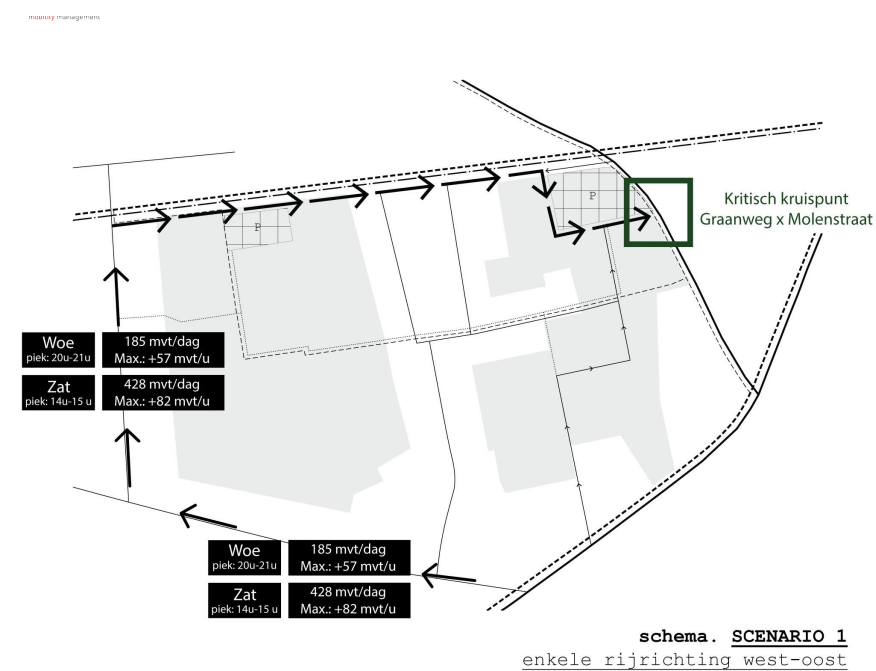 mobility management
P
P
Kritisch kruispunt
Graanweg x Molenstraat
Woe
piek: 20u-21u
185 mvt/dag
Max.: +57 mvt/u
Zat
piek: 14u-15 u
428 mvt/dag
Max.: +82 mvt/u
Woe
piek: 20u-21u
185 mvt/dag
Max.: +57 mvt/u
Zat
piek: 14u-15 u
428 mvt/dag
Max.: +82 mvt/u
schema. SCENARIO 1
enkele rijrichting west-oost